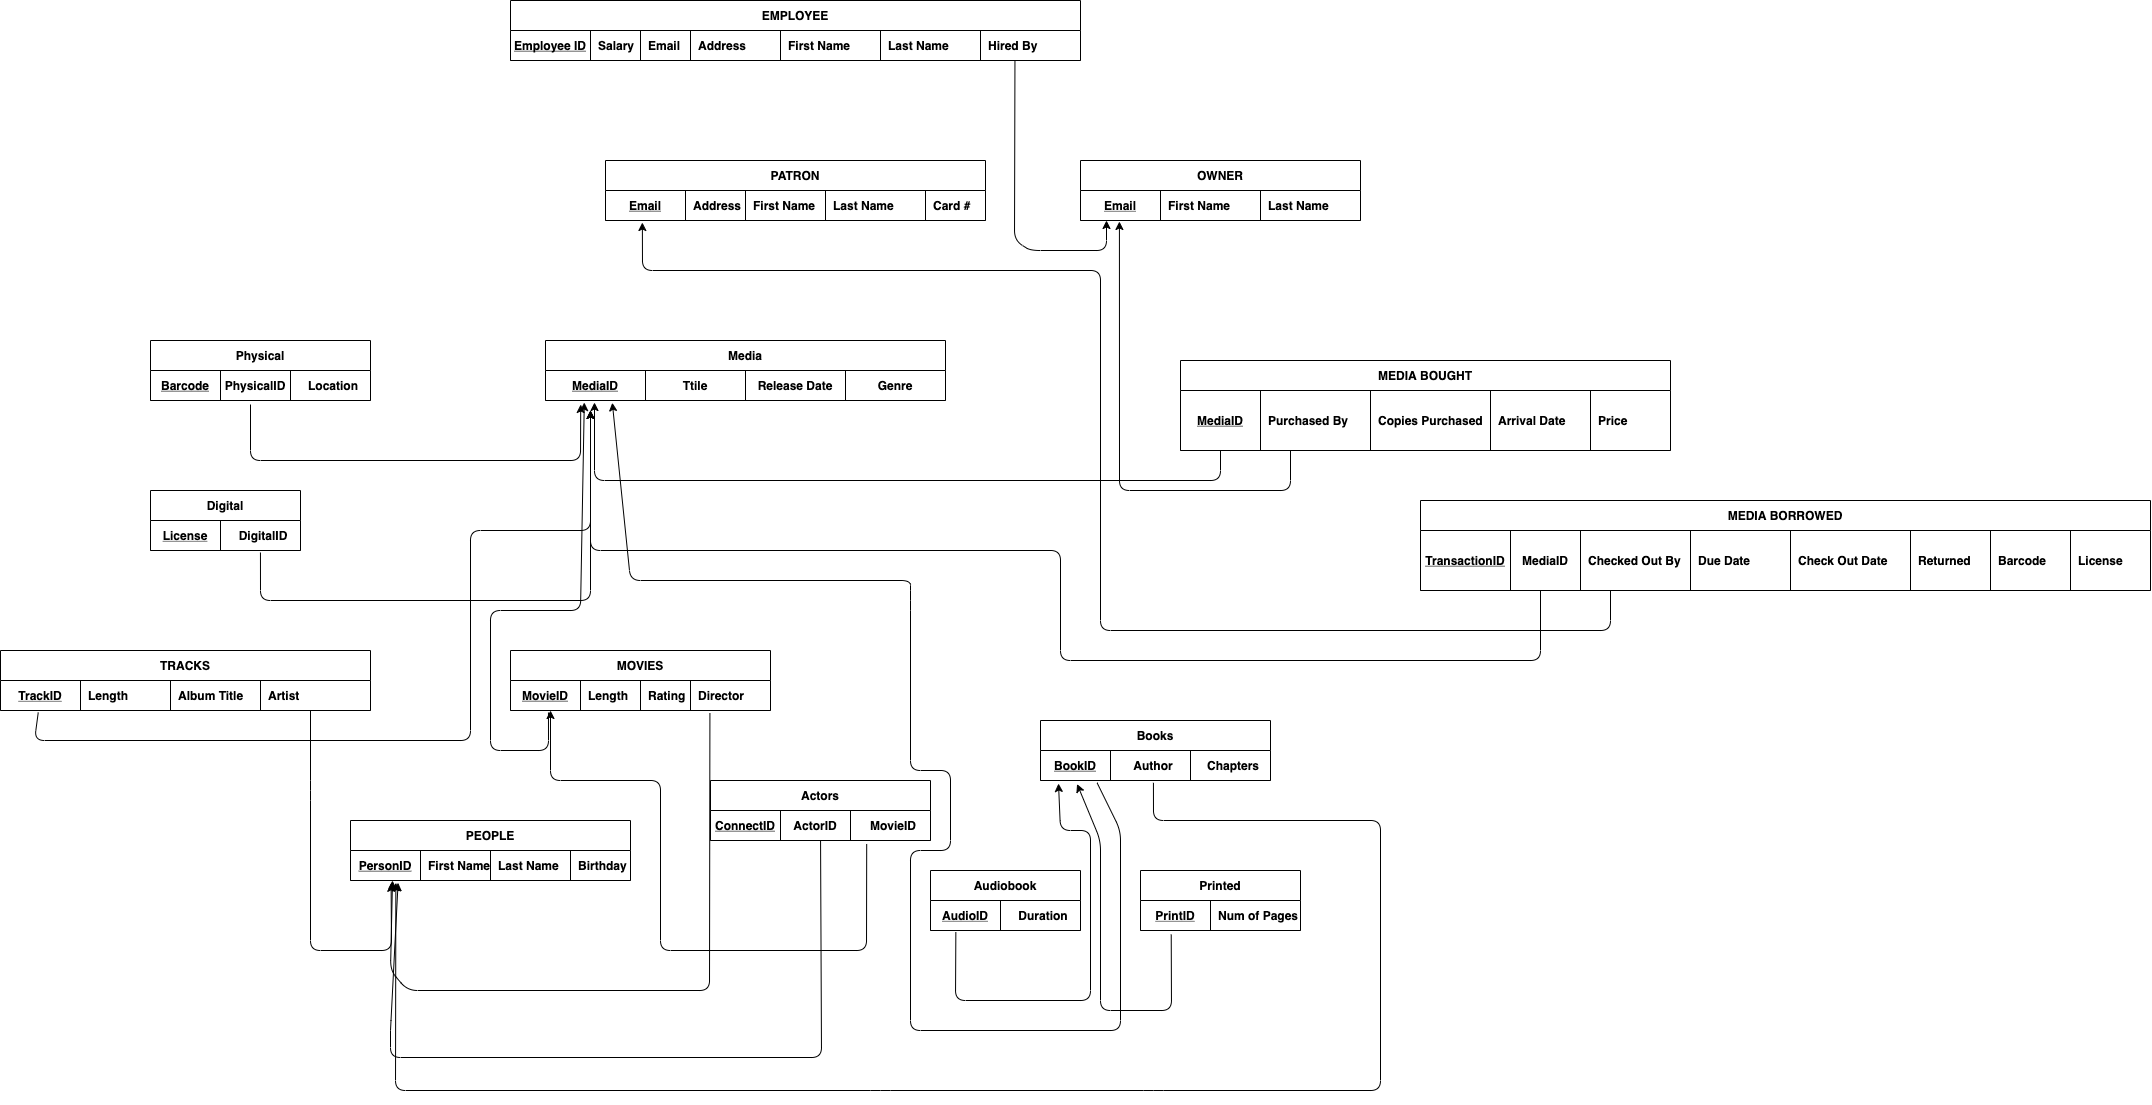 EMPLOYEE
Employee ID Salary Email Address First Name Last Name Hired By
PATRON
Email Address First Name Last Name Card #
OWNER
Email First Name Last Name
Physical
Barcode PhysicalID Location
Media
MediaID Ttile Release Date Genre
MEDIA BOUGHT
MediaID Purchased By Copies Purchased Arrival Date Price
Digital
License DigitalID
MEDIA BORROWED
TransactionID MediaID Checked Out By Due Date Check Out Date Returned Barcode License
TRACKS
TrackID Length Album Title Artist
MOVIES
MovieID Length Rating Director
Books
BookID Author Chapters
Actors
ConnectID ActorID MovieID
PEOPLE
PersonID First Name Last Name Birthday
Audiobook
AudioID Duration
Printed
PrintID Num of Pages